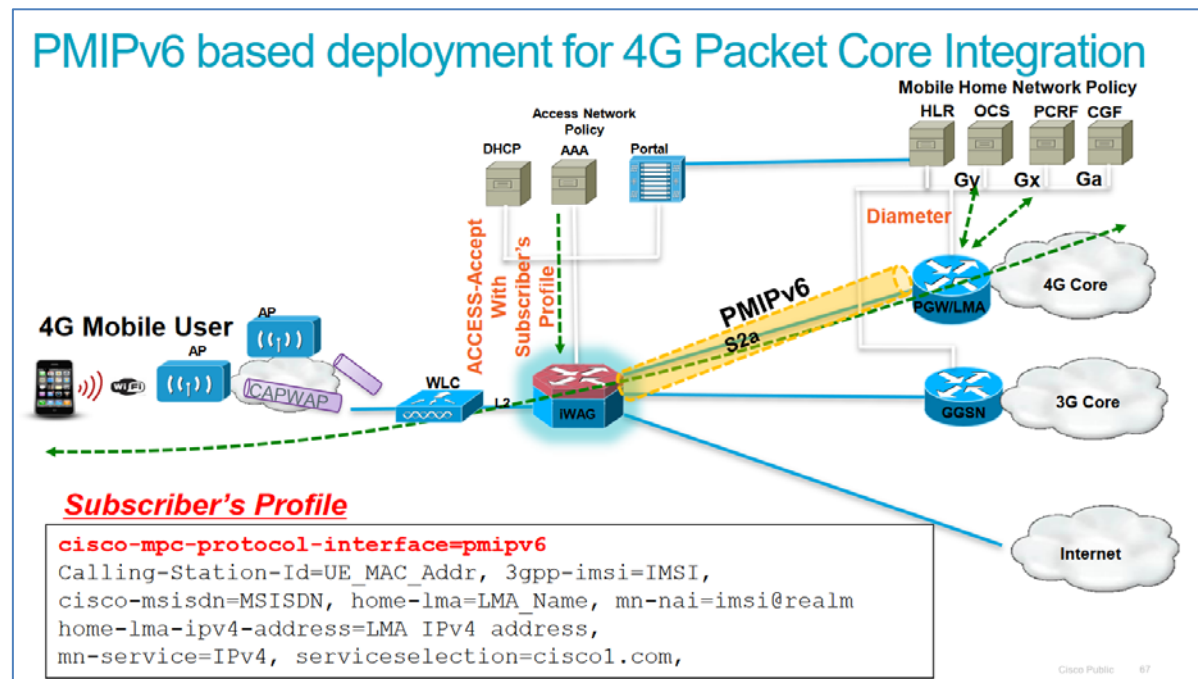 PMIPv6 based deployment for 4G Packet Core Integration
Mobile Home Network Policy
HLR OCS PCRF CGF
Access Network
Policy
DHCP AAA Portal
Gy Gx Ga
Diameter
ACCESS-Accept
With
Subscriber's
Profile
PMIPv6
S2a
PGW/LMA
4G Core
4G Mobile User
AP
AP
WiFi
CAPWAP
WLC
L2
iWAG
GGSN
3G Core
Internet
Subscriber's Profile
cisco-mpc-protocol-interface=pmipv6
Calling-Station-Id=UE_MAC_Addr, 3gpp-imsi=IMSI,
cisco-msisdn=MSISDN, home-lma=LMA_Name, mn-nai=imsi@realm
home-lma-ipv4-address=LMA IPv4 address,
mn-service=IPv4, serviceselection=cisco1.com,
Cisco Public 67